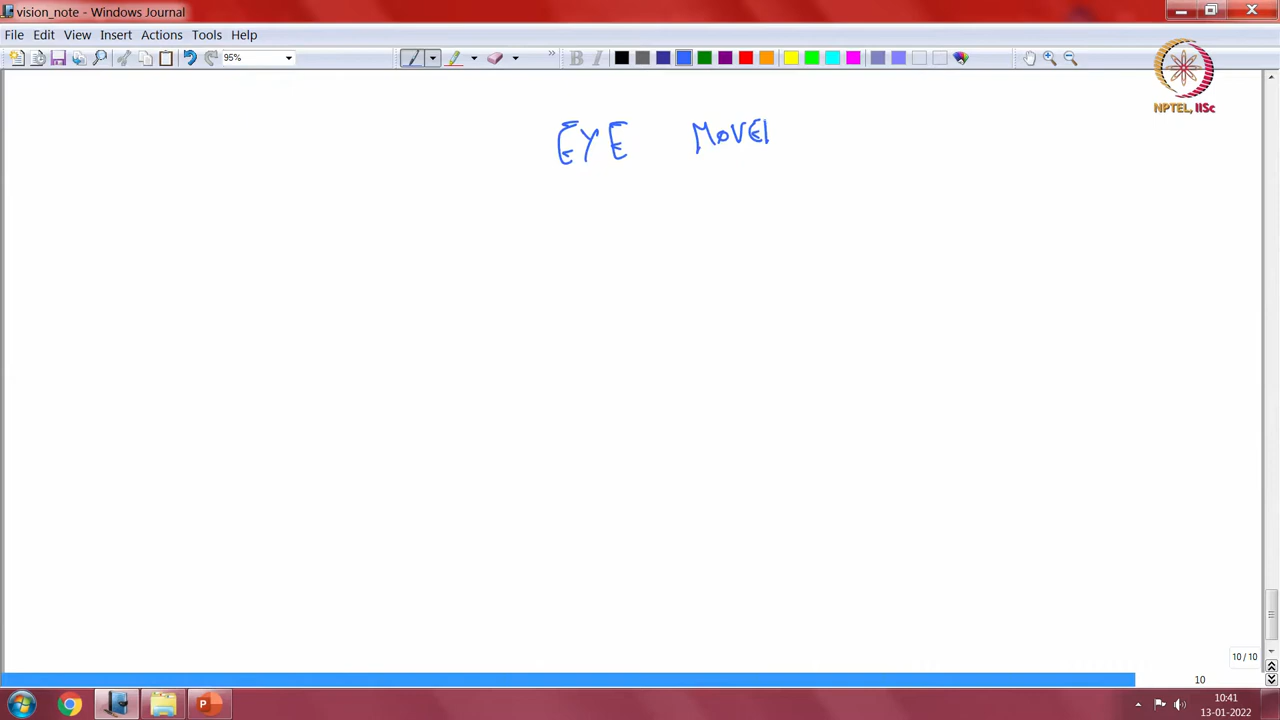 vision_note - Windows Journal
File Edit View Insert Actions Tools Help
95%
B I
NPTEL, IISc
EYE MOVE
10 / 10
10
10:41
13-01-2022